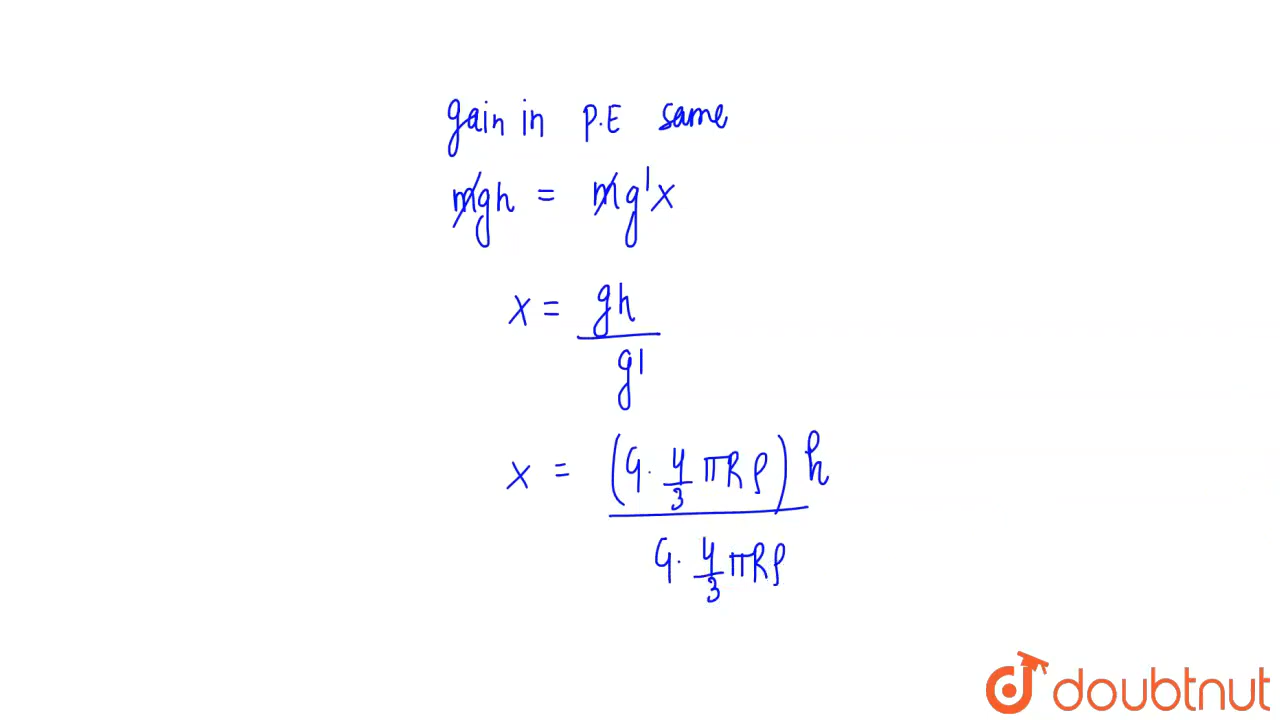 gain in P.E same
mgh = mg'x
x = gh
g'
x = (G. 4/3 πRρ) h
G. 4/3 πRρ
doubtnut